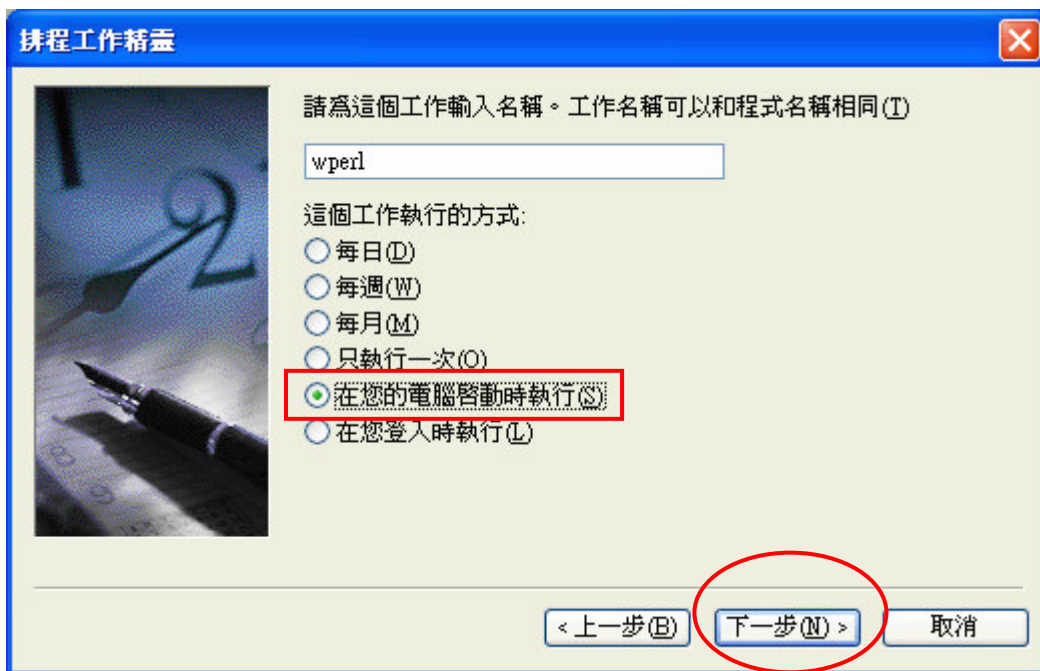 排程工作精靈
請為這個工作輸入名稱。工作名稱可以和程式名稱相同(T)
wperl
這個工作執行的方式:
每日(D)
每週(W)
每月(M)
只執行一次(O)
在您的電腦啟動時執行(S)
在您登入時執行(L)
< 上一步(B)
下一步(N) >
取消